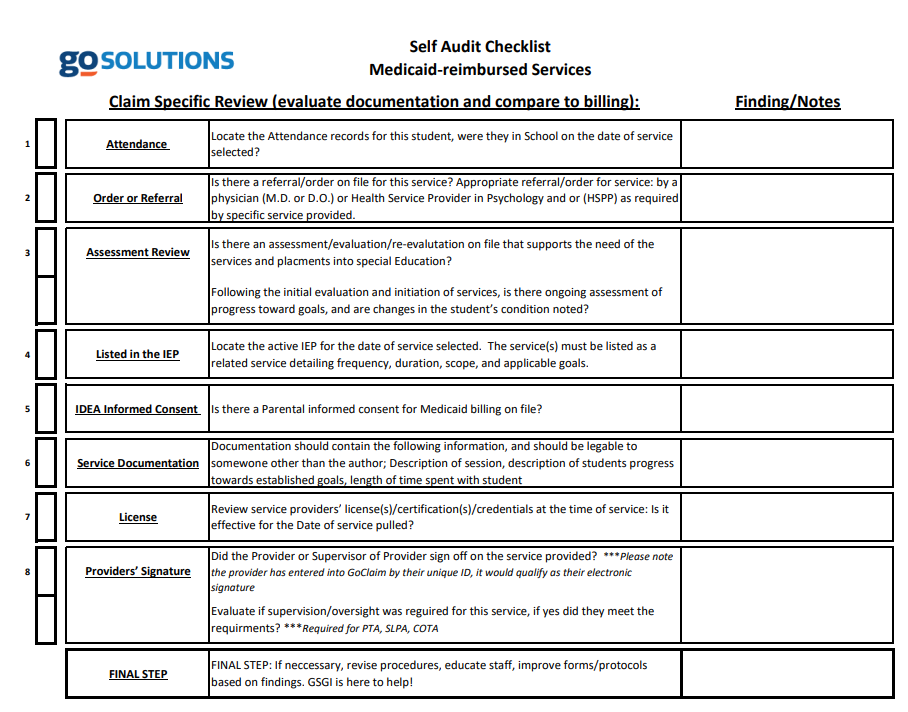 Self Audit Checklist
goSOLUTIONS
Medicaid-reimbursed Services
Claim Specific Review (evaluate documentation and compare to billing):
Finding/Notes
1
Attendance
Locate the Attendance records for this student, were they in School on the date of service
selected?
2
Order or Referral
Is there a referral/order on file for this service? Appropriate referral/order for service: by a
physician (M.D. or D.O.) or Health Service Provider in Psychology and or (HSPP) as required
by specific service provided.
3
Assessment Review
Is there an assessment/evaluation/re-evalutation on file that supports the need of the
services and placments into special Education?
Following the initial evaluation and initiation of services, is there ongoing assessment of
progress toward goals, and are changes in the student's condition noted?
4
Listed in the IEP
Locate the active IEP for the date of service selected.  The service(s) must be listed as a
related service detailing frequency, duration, scope, and applicable goals.
5
IDEA Informed Consent
Is there a Parental informed consent for Medicaid billing on file?
6
Service Documentation
Documentation should contain the following information, and should be legable to
somewone other than the author; Description of session, description of students progress
towards established goals, length of time spent with student
7
License
Review service providers' license(s)/certification(s)/credentials at the time of service: Is it
effective for the Date of service pulled?
8
Providers' Signature
Did the Provider or Supervisor of Provider sign off on the service provided?  ***Please note
the provider has entered into GoClaim by their unique ID, it would qualify as their electronic
signature
Evaluate if supervision/oversight was reguired for this service, if yes did they meet the
requirments? ***Required for PTA, SLPA, COTA
FINAL STEP
FINAL STEP: If neccessary, revise procedures, educate staff, improve forms/protocols
based on findings. GSGI is here to help!